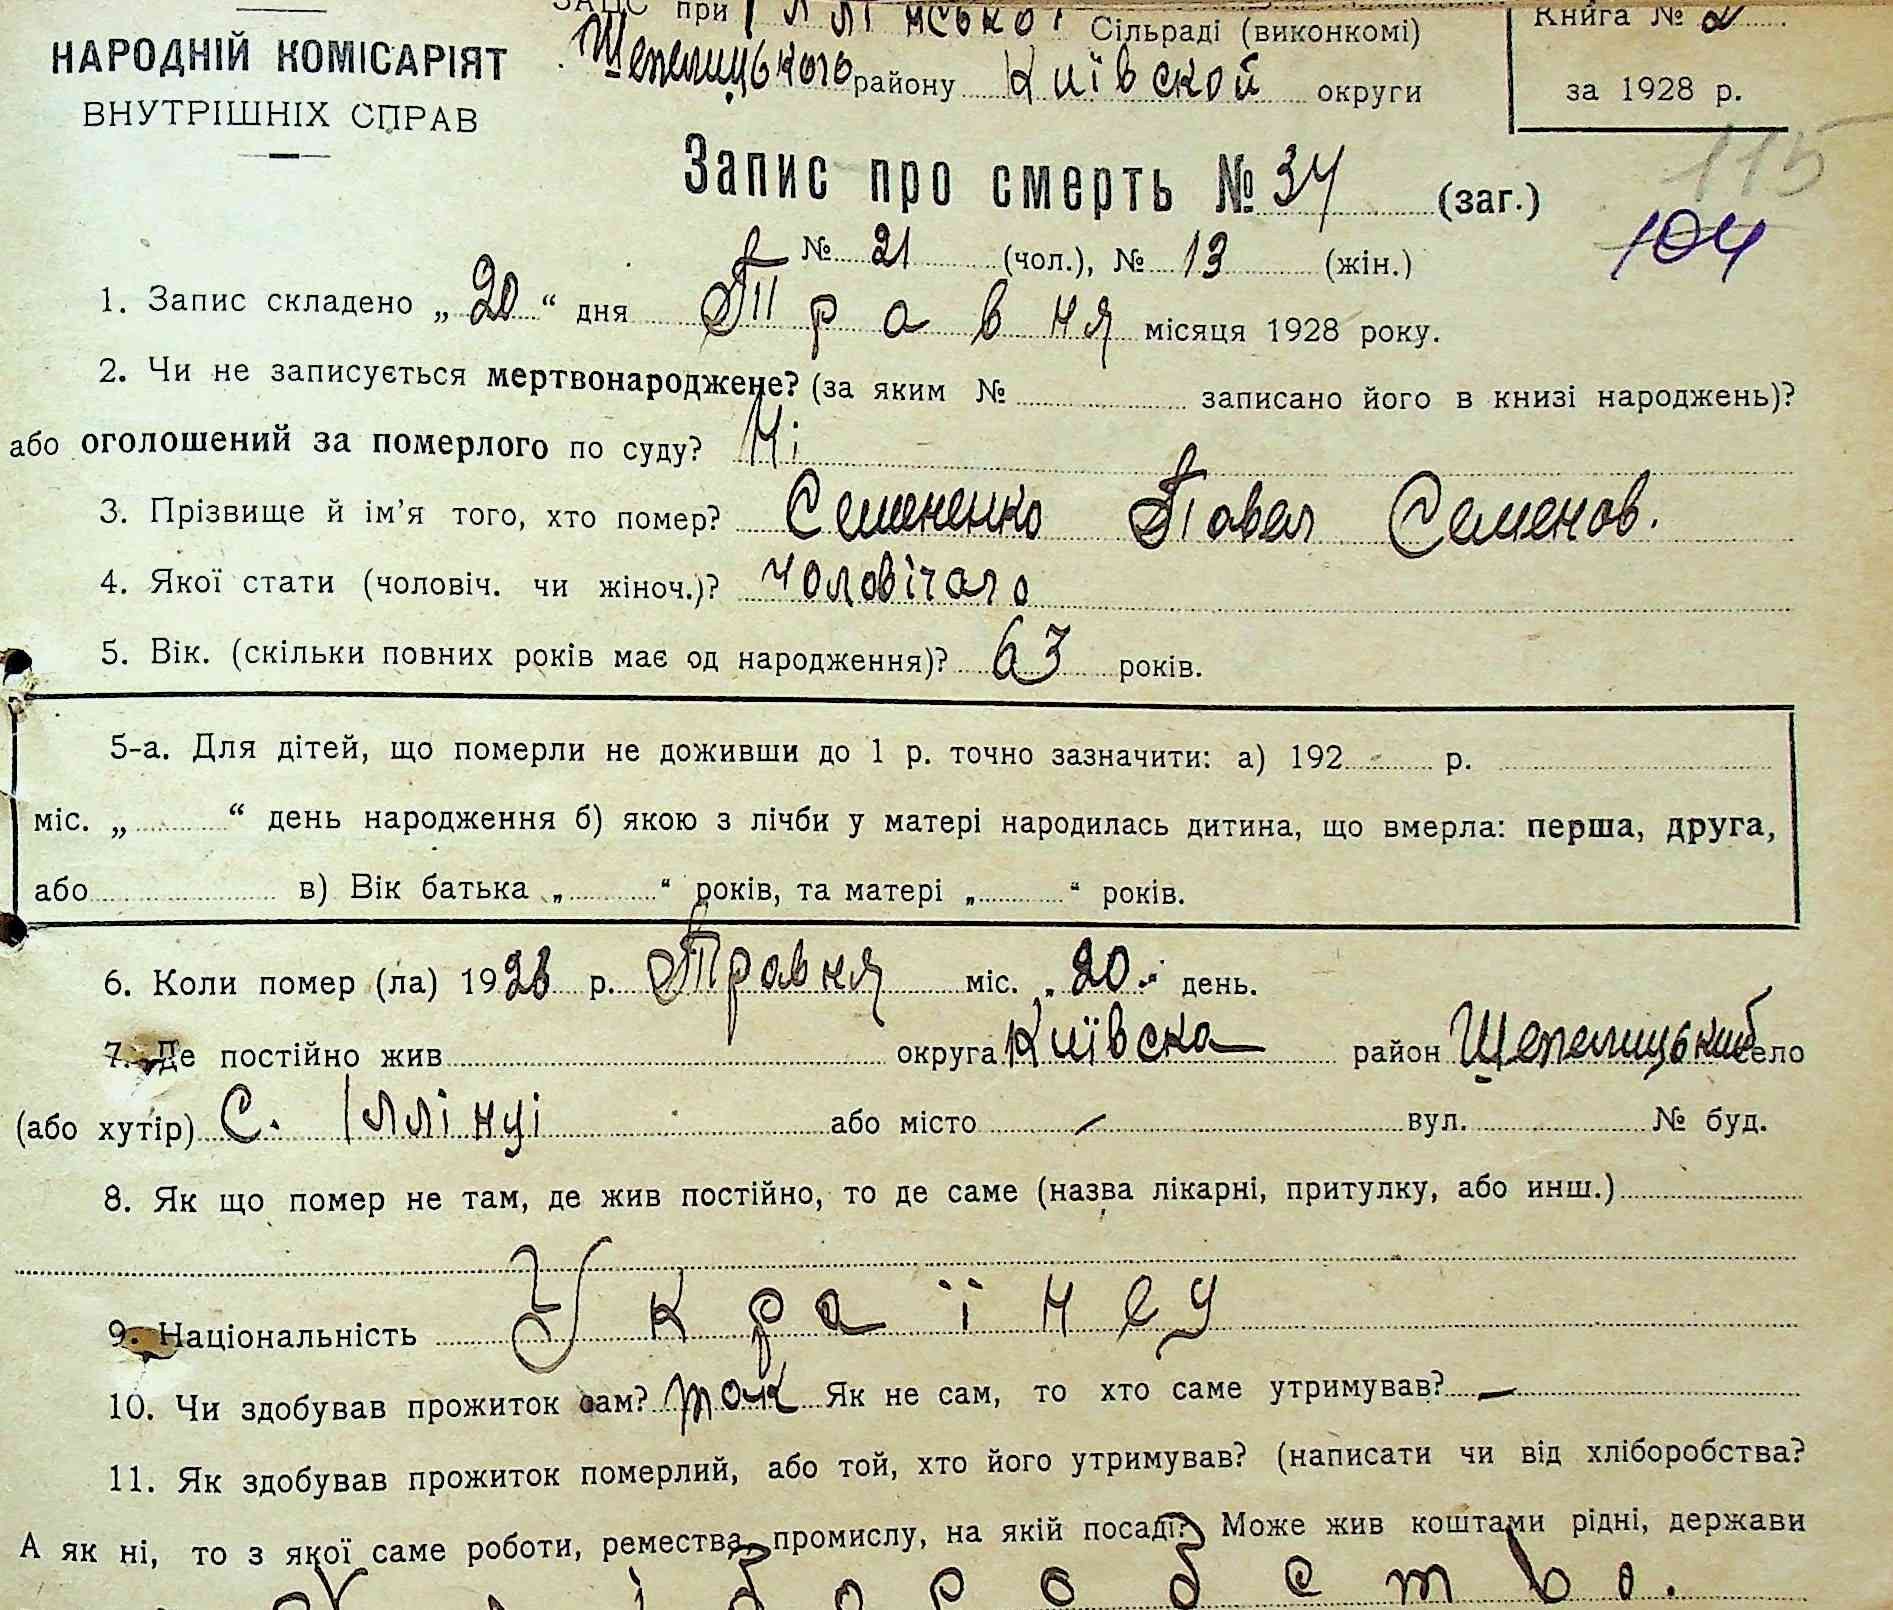 ЗАЦС при Іллінськоі Сільраді (виконкомі)
Книга № 2
НАРОДНІЙ КОМІСАРІЯТ
Шепелицького району Київской округи
за 1928 р.
ВНУТРІШНІХ СПРАВ
115
Запис про смерть № 34 (заг.)
104
№ 21 (чол.), № 13 (жін.)
1. Запис складено „20“ дня Травня місяця 1928 року.
2. Чи не записується мертвонароджене? (за яким № записано його в книзі народжень)?
або оголошений за померлого по суду? Ні
3. Прізвище й ім’я того, хто помер? Семененко Павел Семенов.
4. Якої стати (чоловіч. чи жіноч.)? чоловічаго
5. Вік. (скільки повних років має од народження)? 63 років.
5-а. Для дітей, що померли не доживши до 1 р. точно зазначити: а) 192 р.
міс. „ “ день народження б) якою з лічби у матері народилась дитина, що вмерла: перша, друга,
або в) Вік батька „ “ років, та матері „ “ років.
6. Коли помер (ла) 1928 р. Травня міс. „20“ день.
7. Де постійно жив округа Київска район Шепелицький село
(або хутір) С. Іллінці або місто – вул. № буд.
8. Як що помер не там, де жив постійно, то де саме (назва лікарні, притулку, або инш.)
9. Національність Українец
10. Чи здобував прожиток сам? так Як не сам, то хто саме утримував? –
11. Як здобував прожиток померлий, або той, хто його утримував? (написати чи від хліборобства?
А як ні, то з якої саме роботи, ремества, промислу, на якій посаді? Може жив коштами рідні, держави
Хліборобство.